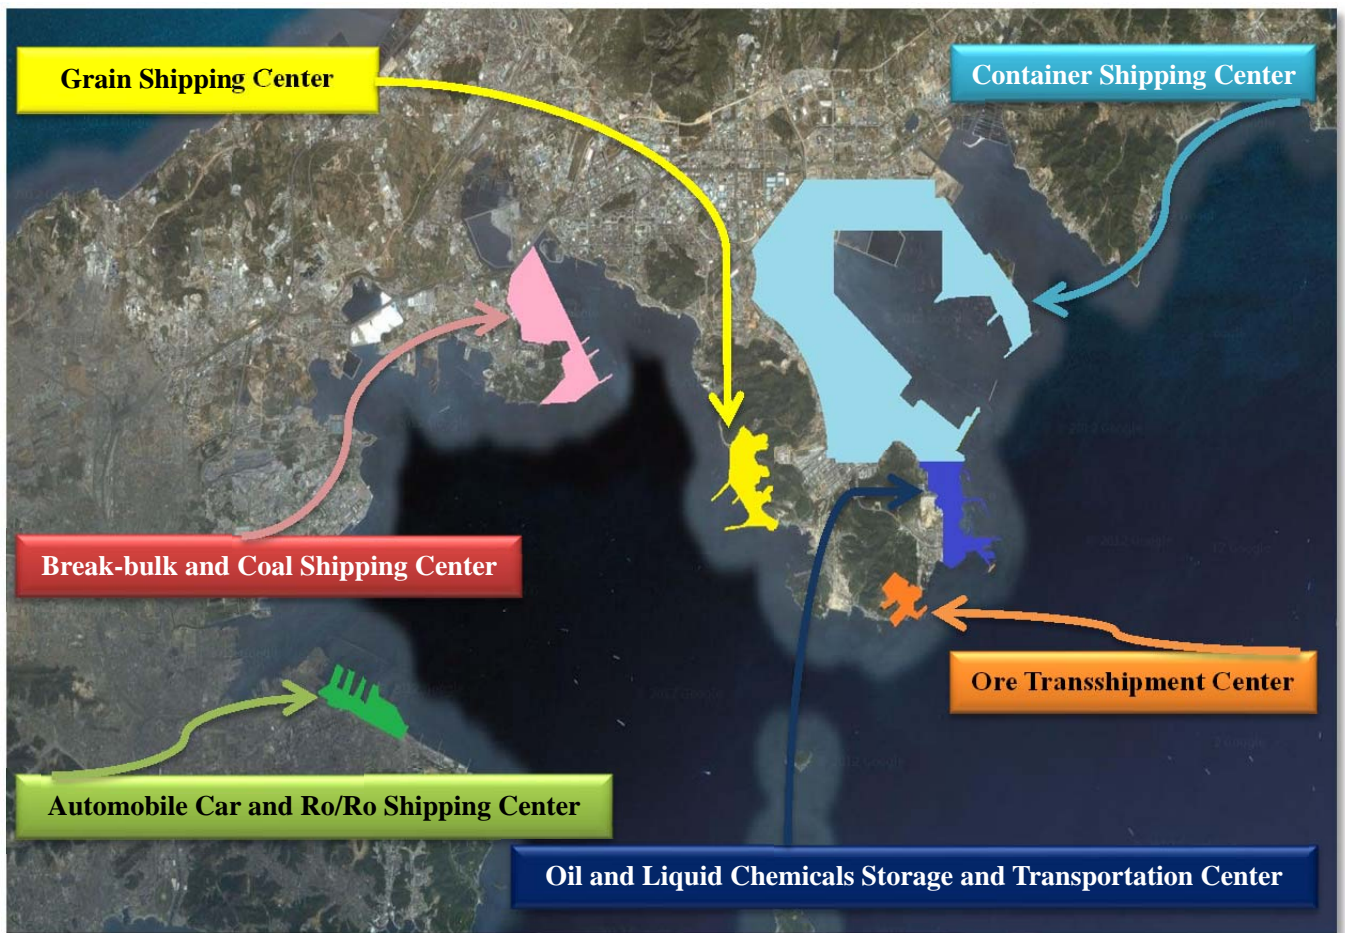 Grain Shipping Center
Container Shipping Center
Break-bulk and Coal Shipping Center
Ore Transshipment Center
Automobile Car and Ro/Ro Shipping Center
Oil and Liquid Chemicals Storage and Transportation Center